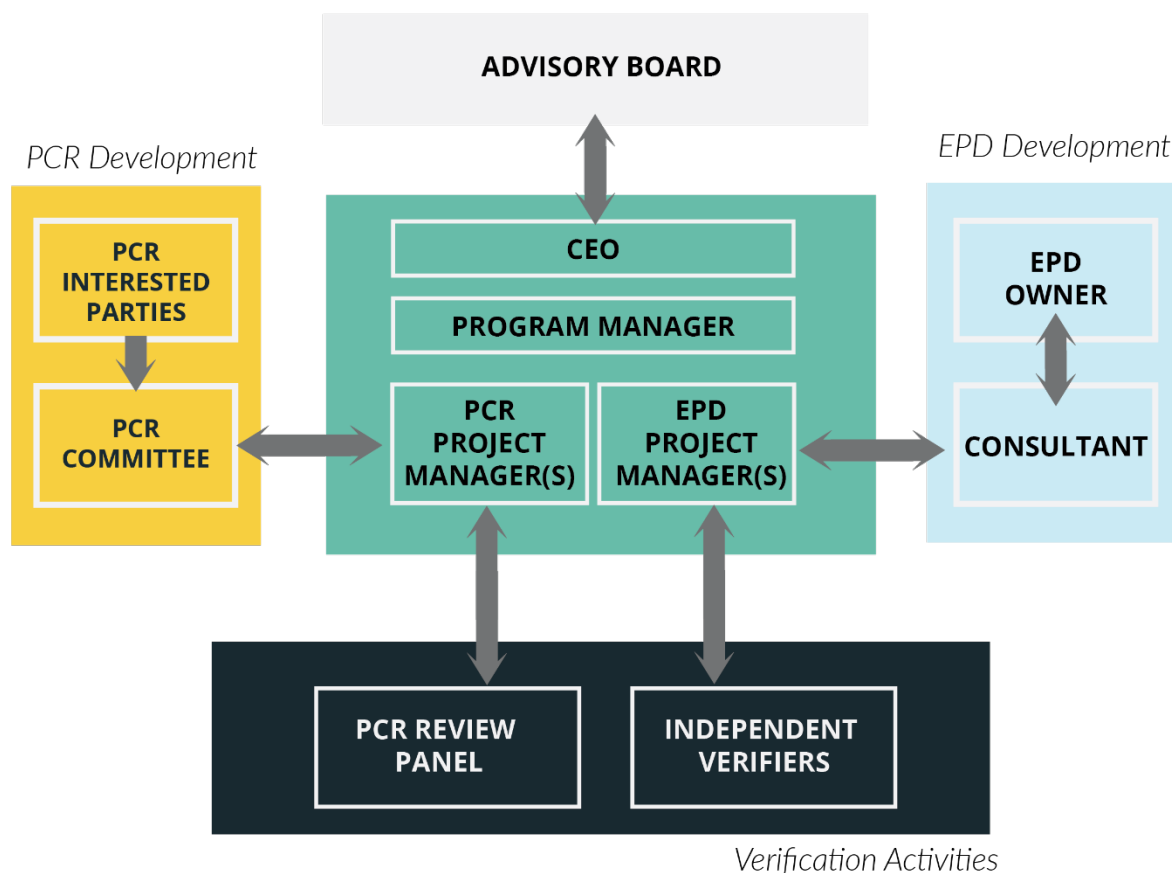 ADVISORY BOARD
PCR Development
EPD Development
PCR
INTERESTED
PARTIES
PCR
COMMITTEE
CEO
PROGRAM MANAGER
PCR
PROJECT
MANAGER(S)
EPD
PROJECT
MANAGER(S)
EPD
OWNER
CONSULTANT
PCR REVIEW
PANEL
INDEPENDENT
VERIFIERS
Verification Activities